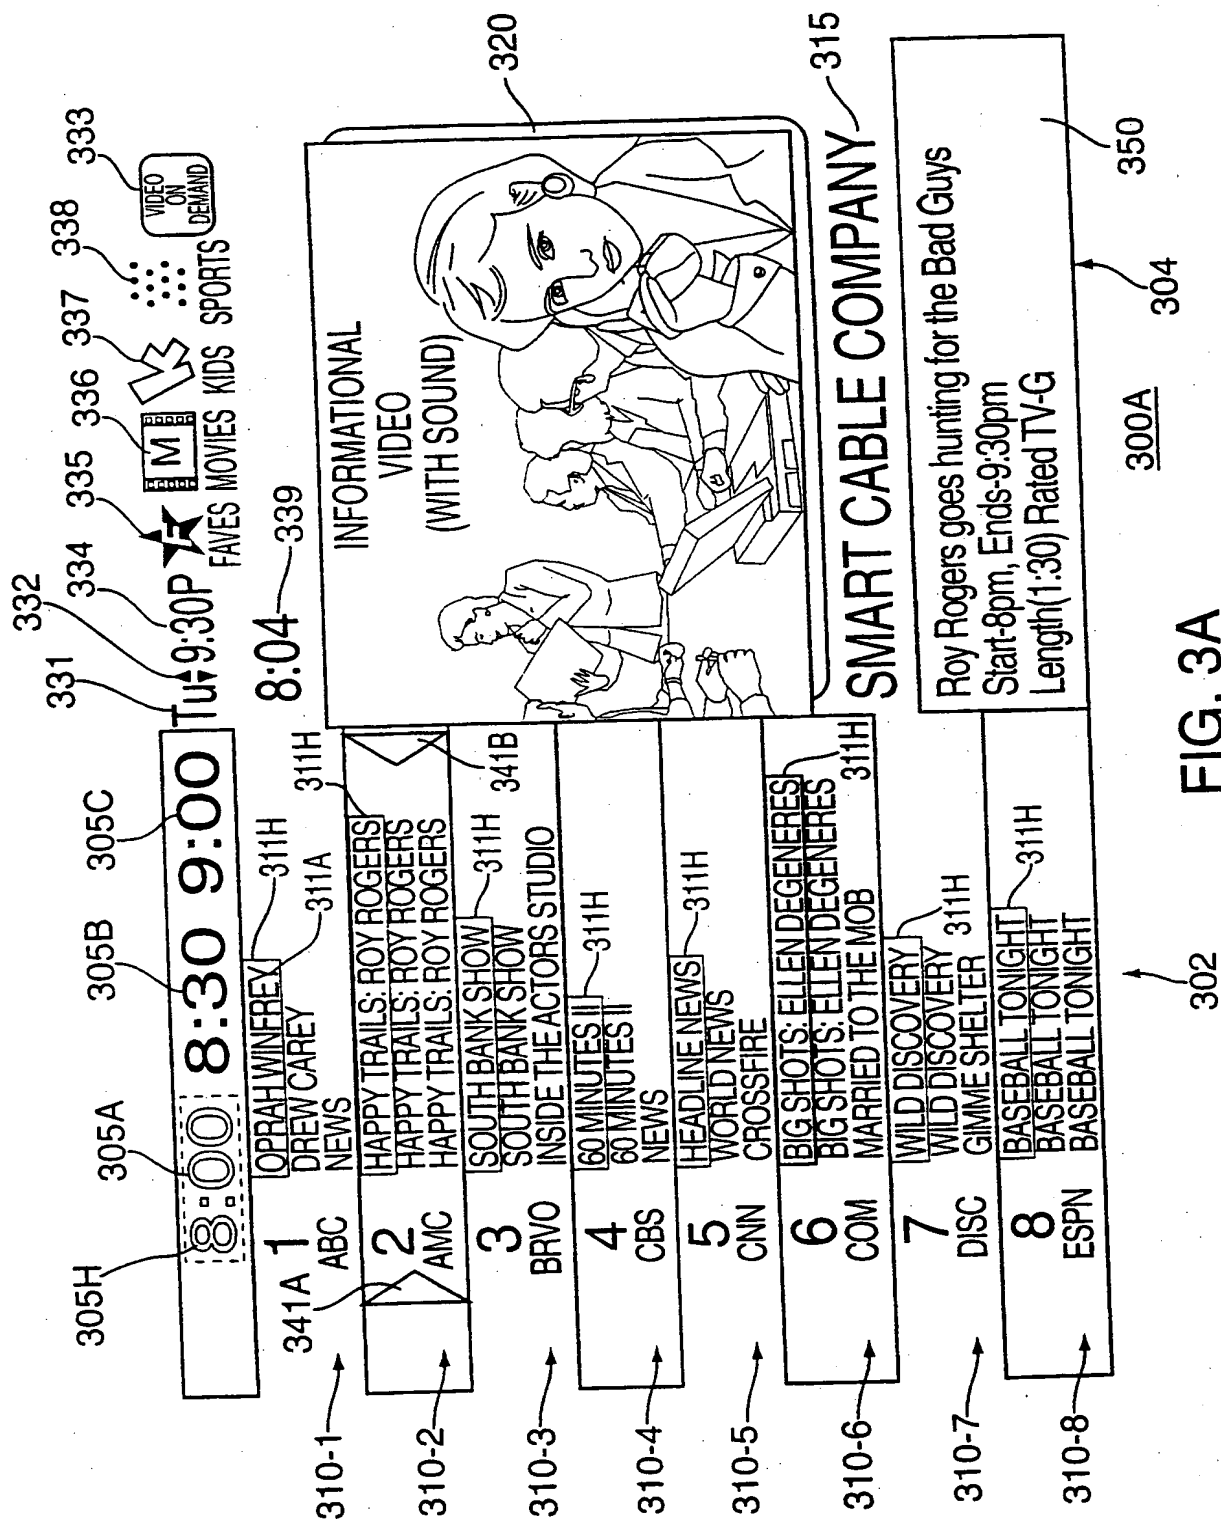 333
338
337
336
335
334
332
331
305C
305B
305A
305H
8:00 8:30 9:00 Tu 9:30P
F
M
VIDEO
ON
DEMAND
FAVES MOVIES KIDS SPORTS
8:04 339
320
311H
311A
1
ABC
OPRAH WINFREY
DREW CAREY
NEWS
341A
2
AMC
HAPPY TRAILS: ROY ROGERS
HAPPY TRAILS: ROY ROGERS
HAPPY TRAILS: ROY ROGERS
311H
341B
3
BRVO
SOUTH BANK SHOW
SOUTH BANK SHOW
INSIDE THE ACTORS STUDIO
311H
4
CBS
60 MINUTES II
60 MINUTES II
NEWS
311H
5
CNN
HEADLINE NEWS
WORLD NEWS
CROSSFIRE
311H
6
COM
BIG SHOTS: ELLEN DEGENERES
BIG SHOTS: ELLEN DEGENERES
MARRIED TO THE MOB
311H
7
DISC
WILD DISCOVERY
WILD DISCOVERY
GIMME SHELTER
311H
8
ESPN
BASEBALL TONIGHT
BASEBALL TONIGHT
BASEBALL TONIGHT
311H
310-1
310-2
310-3
310-4
310-5
310-6
310-7
310-8
INFORMATIONAL
VIDEO
(WITH SOUND)
SMART CABLE COMPANY
315
Roy Rogers goes hunting for the Bad Guys
Start-8pm, Ends-9:30pm
Length(1:30) Rated TV-G
350
302
304
300A
FIG. 3A